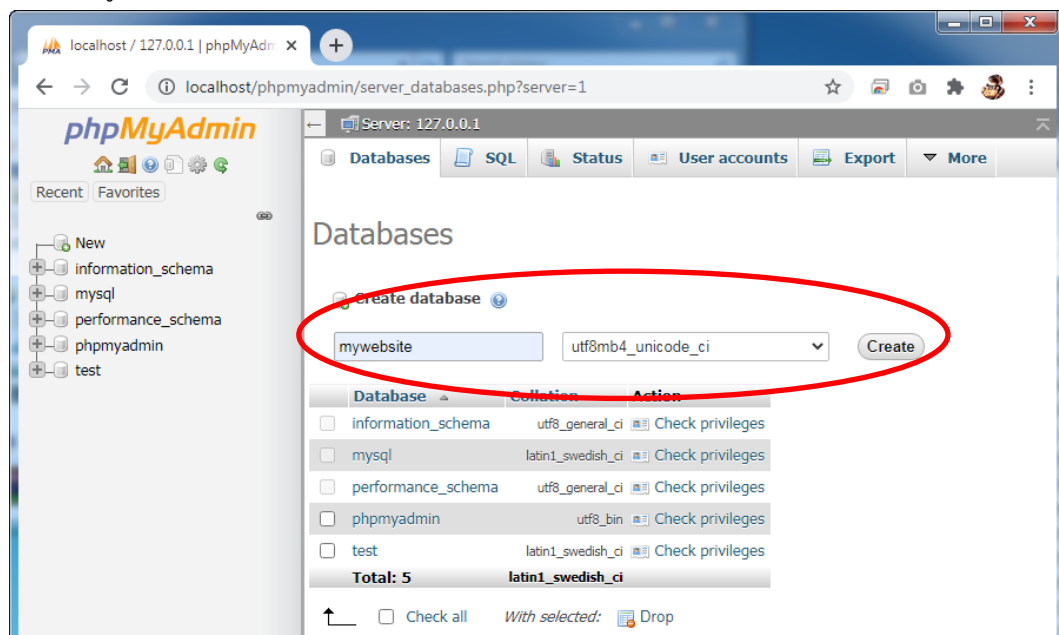 localhost / 127.0.0.1 | phpMyAdm
localhost/phpmyadmin/server_databases.php?server=1
phpMyAdmin
Recent Favorites
New
information_schema
mysql
performance_schema
phpmyadmin
test
Server: 127.0.0.1
Databases SQL Status User accounts Export More
Databases
Create database
mywebsite utf8mb4_unicode_ci Create
Database Collation Action
information_schema utf8_general_ci Check privileges
mysql latin1_swedish_ci Check privileges
performance_schema utf8_general_ci Check privileges
phpmyadmin utf8_bin Check privileges
test latin1_swedish_ci Check privileges
Total: 5 latin1_swedish_ci
Check all With selected: Drop